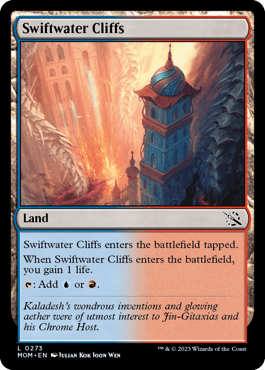 Swiftwater Cliffs
Land
Swiftwater Cliffs enters the battlefield tapped.
When Swiftwater Cliffs enters the battlefield,
you gain 1 life.
: Add or .
Kaladesh's wondrous inventions and glowing
aether were of utmost interest to Jin-Gitaxias and
his Chrome Host.
L 0273
MOM • EN Julian Kok Joon Wen
™ & © 2023 Wizards of the Coast